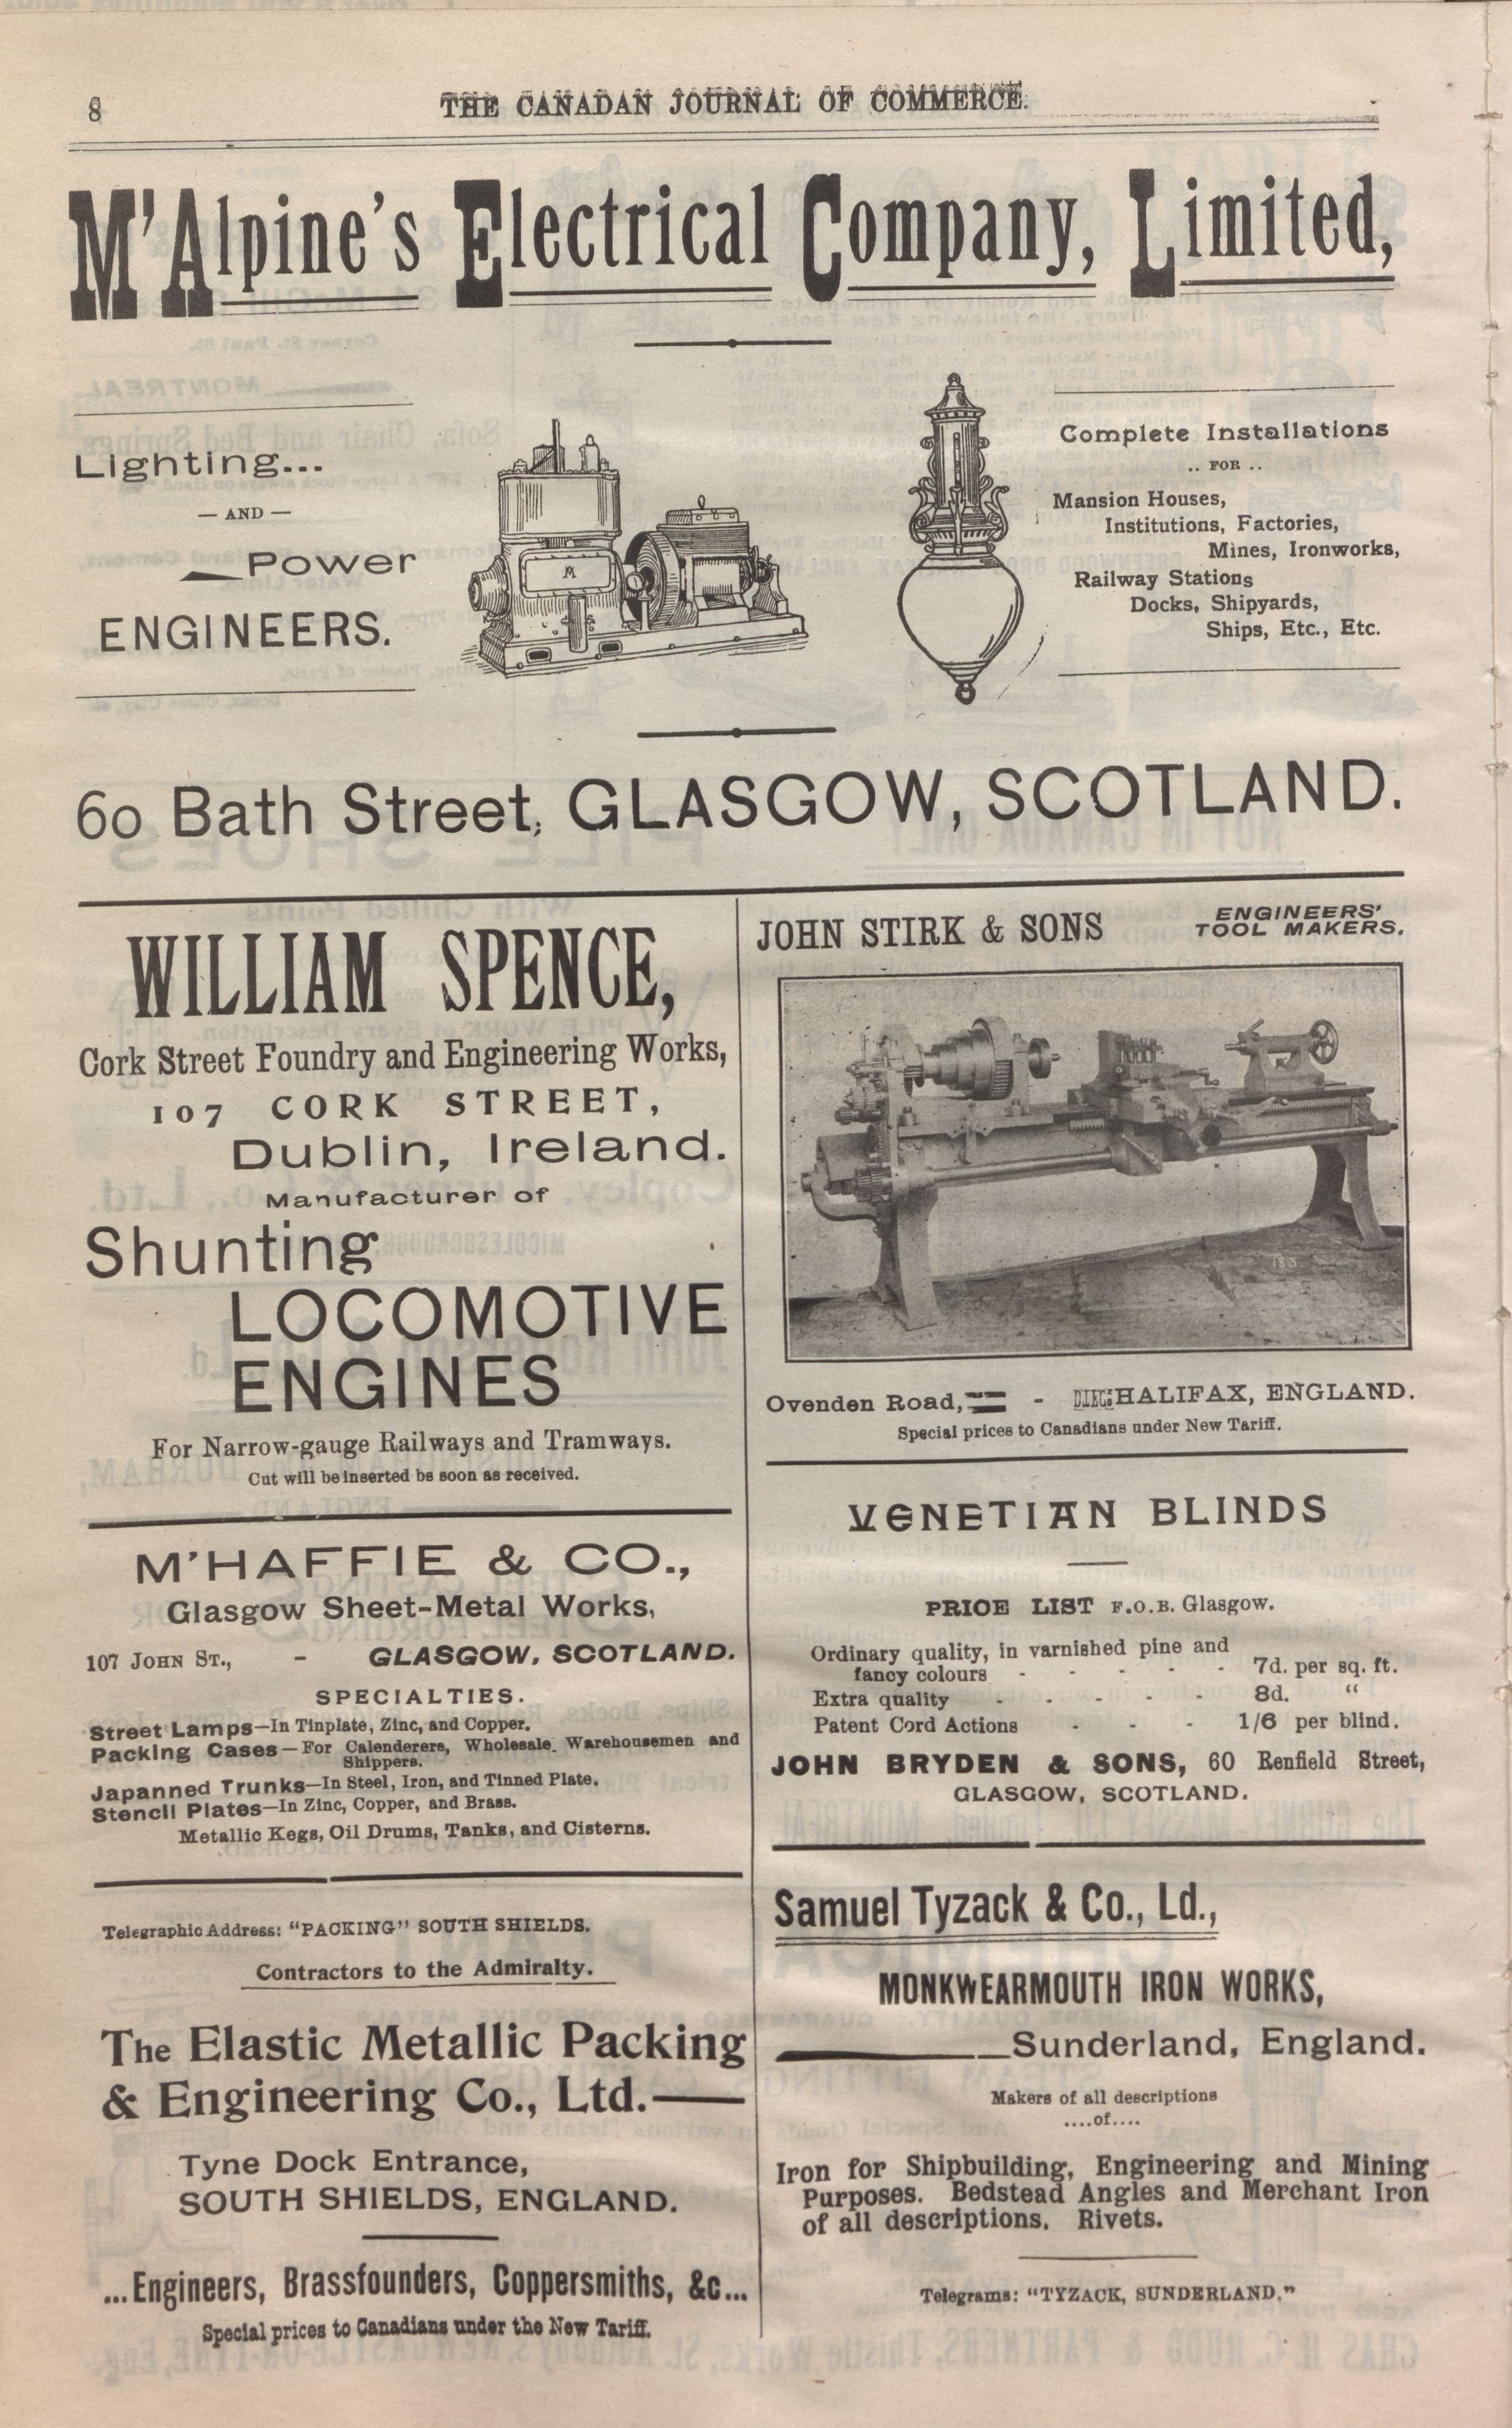 8
THE CANADAN JOURNAL OF COMMERCE.
M'Alpine's Electrical Company, Limited,
Lighting...
— AND —
Power
ENGINEERS.
Complete Installations
.. FOR ..
Mansion Houses,
Institutions, Factories,
Mines, Ironworks,
Railway Stations
Docks, Shipyards,
Ships, Etc., Etc.
60 Bath Street, GLASGOW, SCOTLAND.
WILLIAM SPENCE,
Cork Street Foundry and Engineering Works,
107 CORK STREET,
Dublin, Ireland.
Manufacturer of
Shunting
LOCOMOTIVE
ENGINES
For Narrow-gauge Railways and Tramways.
Cut will be inserted bs soon as received.
M'HAFFIE & CO.,
Glasgow Sheet-Metal Works,
107 JOHN ST., - GLASGOW, SCOTLAND.
SPECIALTIES.
Street Lamps—In Tinplate, Zinc, and Copper.
Packing Cases—For Calenderers, Wholesale. Warehousemen and
Shippers.
Japanned Trunks—In Steel, Iron, and Tinned Plate.
Stencil Plates—In Zinc, Copper, and Brass.
Metallic Kegs, Oil Drums, Tanks, and Cisterns.
Telegraphic Address: "PACKING" SOUTH SHIELDS.
Contractors to the Admiralty.
The Elastic Metallic Packing
& Engineering Co., Ltd.—
Tyne Dock Entrance,
SOUTH SHIELDS, ENGLAND.
...Engineers, Brassfounders, Coppersmiths, &c...
Special prices to Canadians under the New Tariff.
JOHN STIRK & SONS
ENGINEERS'
TOOL MAKERS.
183
Ovenden Road, - HALIFAX, ENGLAND.
Special prices to Canadians under New Tariff.
VENETIAN BLINDS
PRICE LIST F.O.B. Glasgow.
Ordinary quality, in varnished pine and
fancy colours - - - - - 7d. per sq. ft.
Extra quality - - - - - 8d. "
Patent Cord Actions - - - 1/6 per blind.
JOHN BRYDEN & SONS, 60 Renfield Street,
GLASGOW, SCOTLAND.
Samuel Tyzack & Co., Ld.,
MONKWEARMOUTH IRON WORKS,
Sunderland, England.
Makers of all descriptions
....of....
Iron for Shipbuilding, Engineering and Mining
Purposes. Bedstead Angles and Merchant Iron
of all descriptions. Rivets.
Telegrams: "TYZACK, SUNDERLAND."